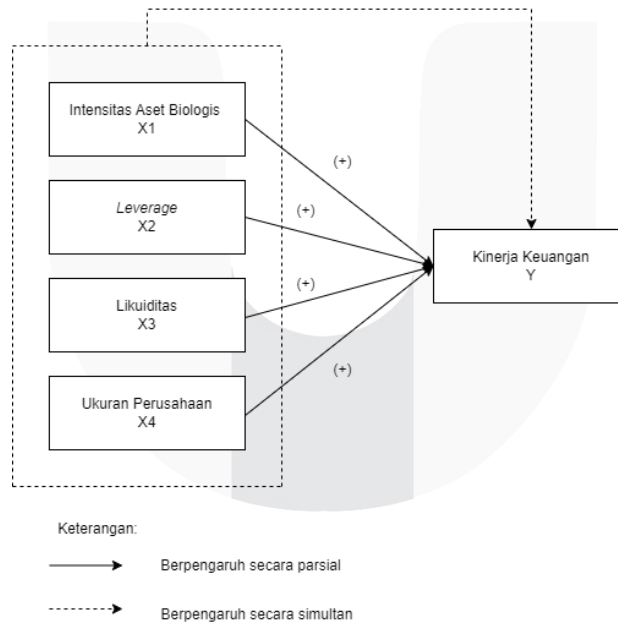 Intensitas Aset Biologis
X1
(+)
Leverage
X2
(+)
Kinerja Keuangan
Y
Likuiditas
X3
(+)
Ukuran Perusahaan
X4
(+)
Keterangan:
Berpengaruh secara parsial
Berpengaruh secara simultan